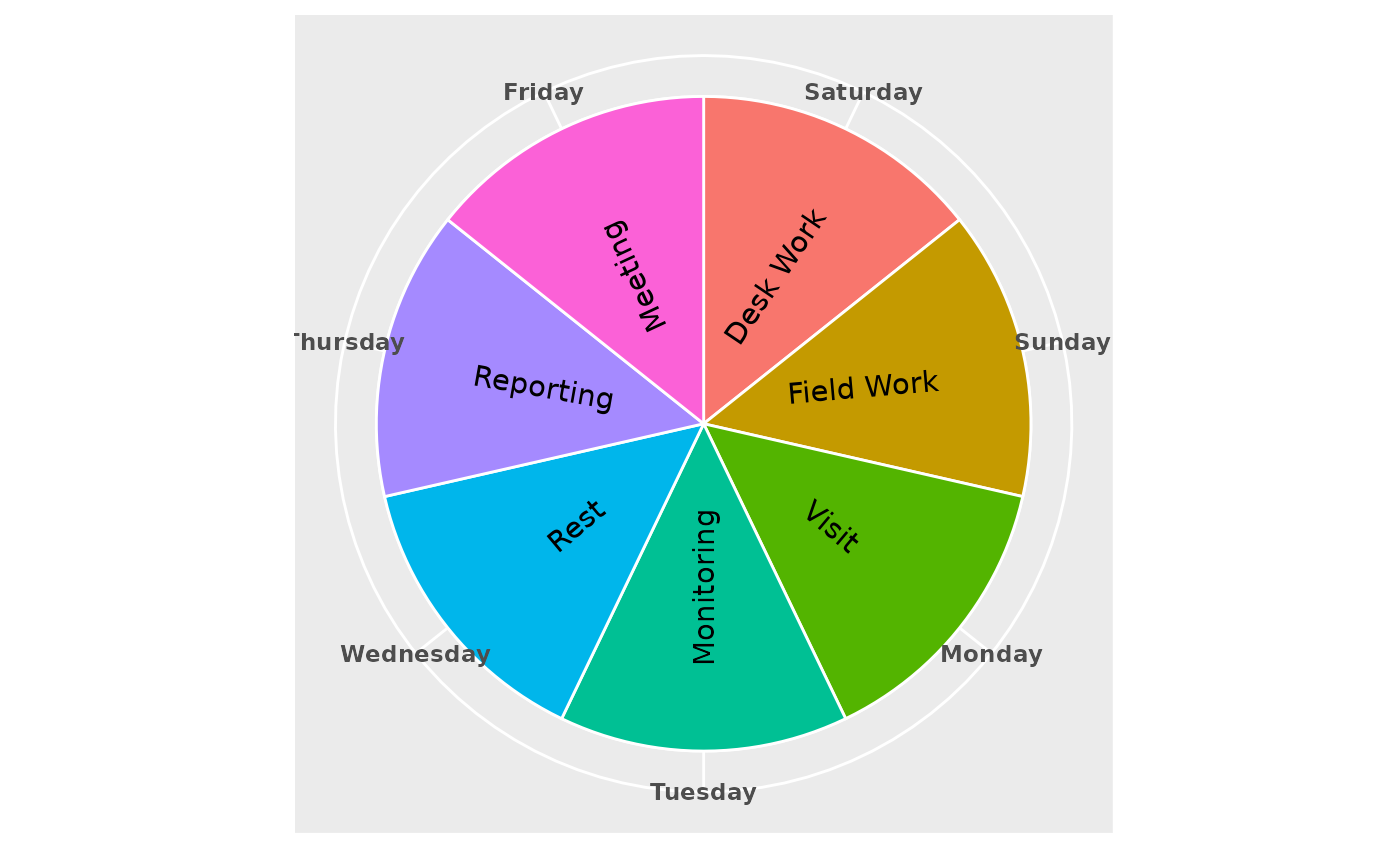 Friday
Saturday
Meeting
Desk Work
Thursday
Sunday
Reporting
Field Work
Rest
Visit
Monitoring
Wednesday
Monday
Tuesday